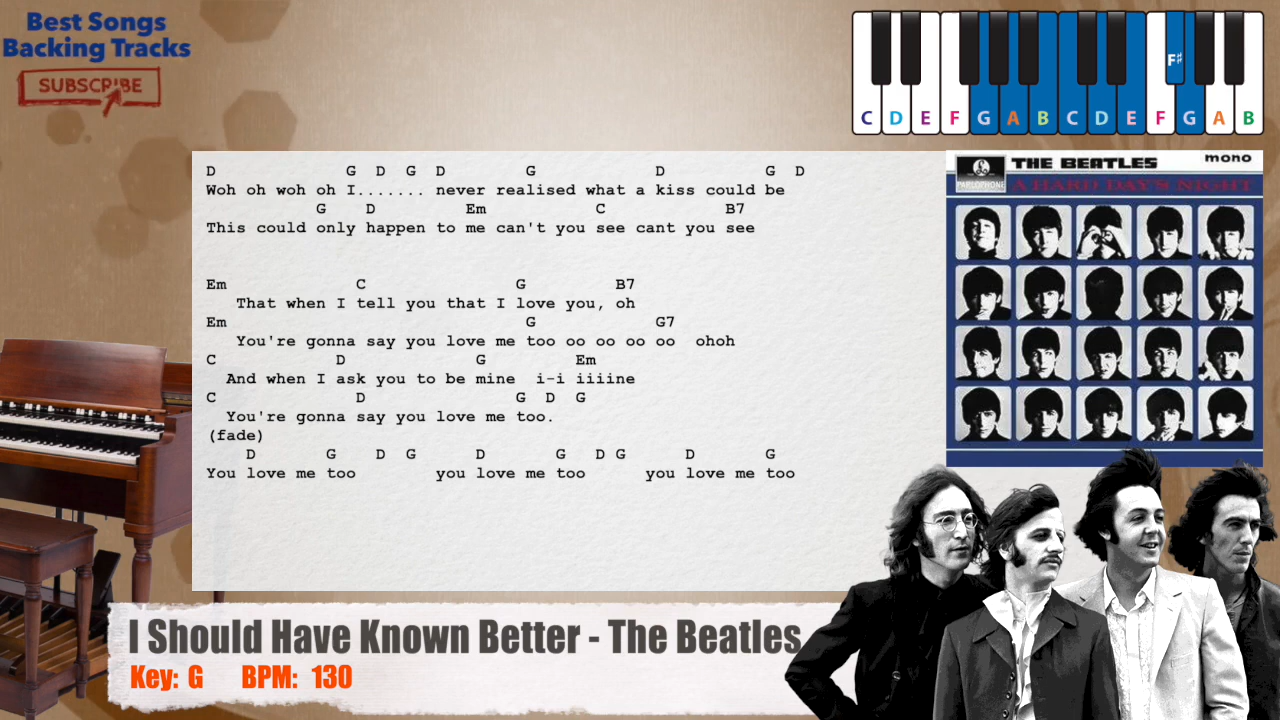 Best Songs
Backing Tracks
SUBSCRIBE
F#
C D E F G A B C D E F G A B
D G D G D G D G D
Woh oh woh oh I....... never realised what a kiss could be
G D Em C B7
This could only happen to me can't you see cant you see
Em C G B7
That when I tell you that I love you, oh
Em G G7
You're gonna say you love me too oo oo oo oo ohoh
C D G Em
And when I ask you to be mine i-i iiiine
C D G D G
You're gonna say you love me too.
(fade)
D G D G D G D G D G
You love me too you love me too you love me too
PARLOPHONE
THE BEATLES
mono
A HARD DAY'S NIGHT
I Should Have Known Better - The Beatles
Key: G BPM: 130